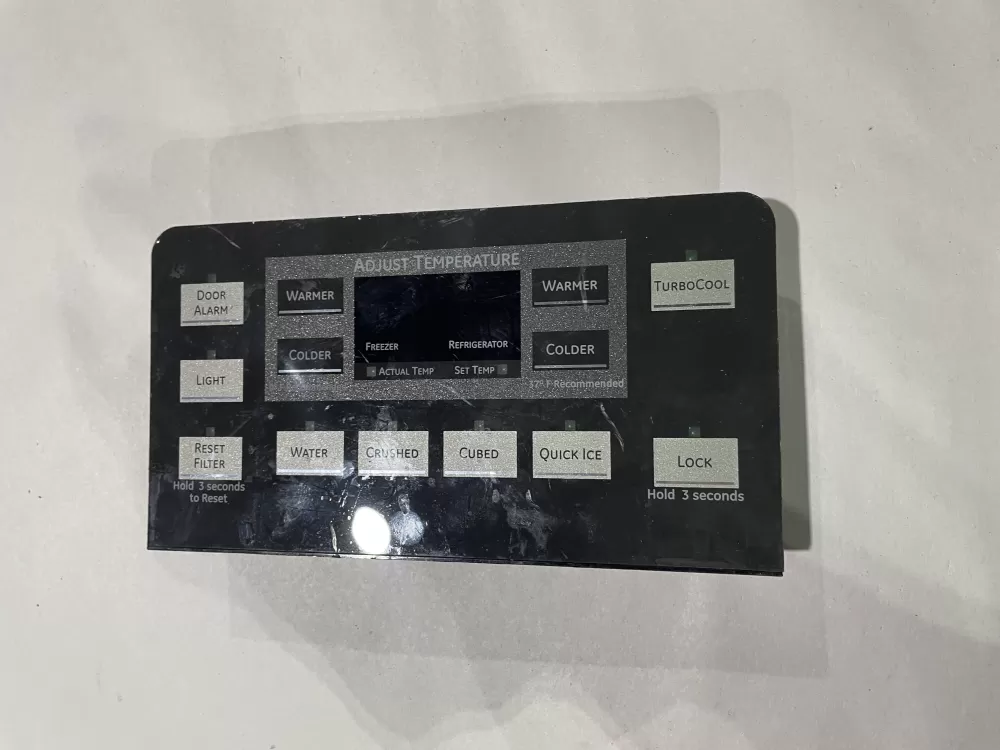 ADJUST TEMPERATURE
DOOR
ALARM
WARMER
WARMER
TURBOCOOL
FREEZER
REFRIGERATOR
COLDER
COLDER
LIGHT
ACTUAL TEMP
SET TEMP
37° F Recommended
RESET
FILTER
Hold 3 seconds
to Reset
WATER
CRUSHED
CUBED
QUICK ICE
LOCK
Hold 3 seconds